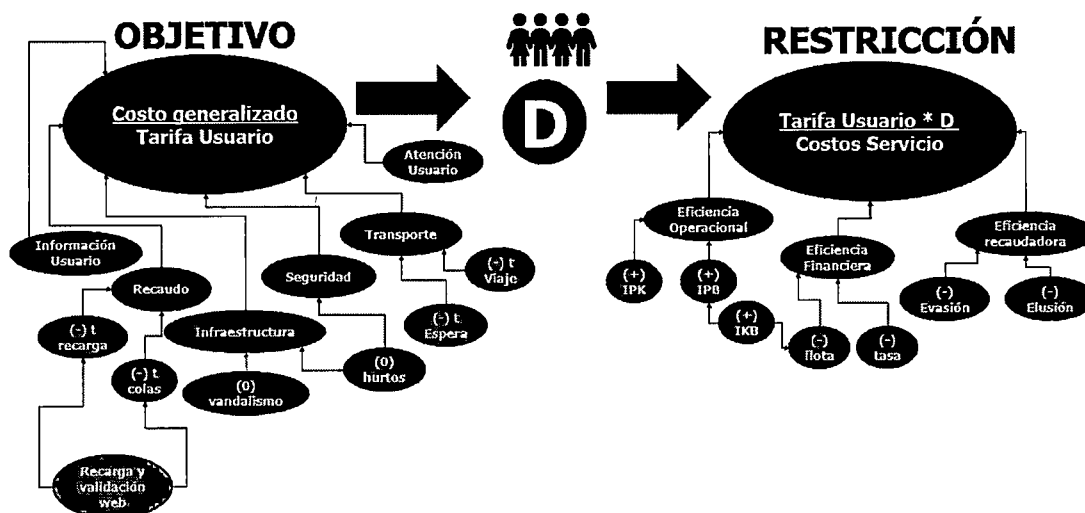 OBJETIVO
RESTRICCIÓN
Costo generalizado
Tarifa Usuario
D
Tarifa Usuario * D
Costos Servicio
Atención
Usuario
Información
Usuario
Recaudo
(-) t
recarga
(-) t
colas
Recarga y
validación
web
Infraestructura
(0)
vandalismo
Seguridad
(0)
hurtos
Transporte
(-) t
Viaje
(-) t
Espera
Eficiencia
Operacional
(+)
IPK
(+)
IPB
(+)
IKB
Eficiencia
Financiera
(-)
flota
(-)
tasa
Eficiencia
recaudadora
(-)
Evasión
(-)
Elusión